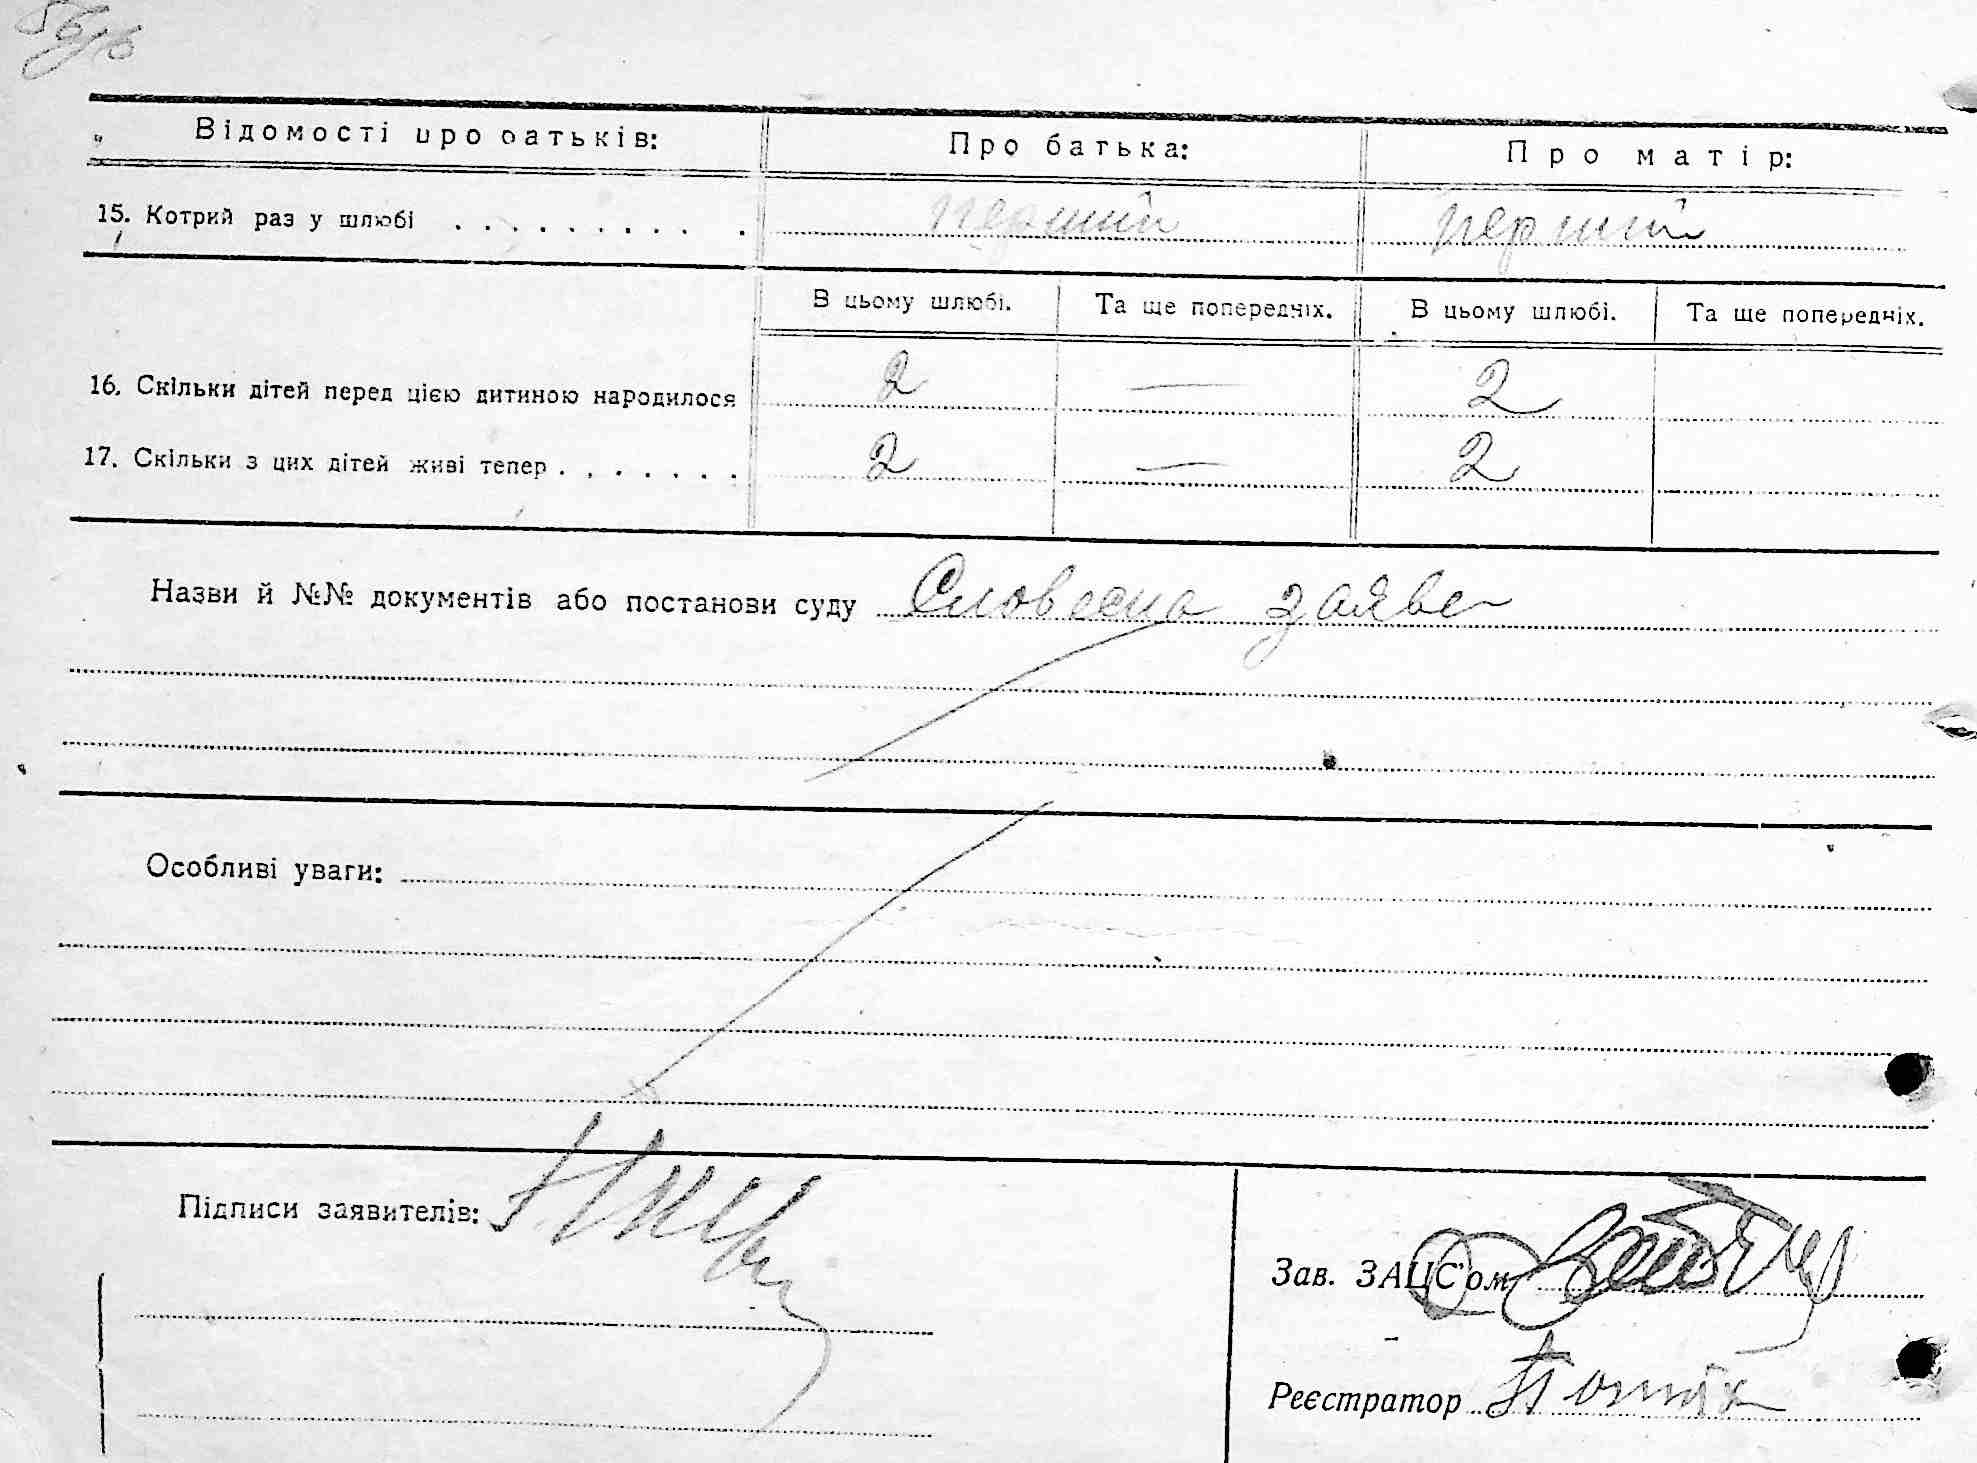 Відомості про батьків: Про батька: Про матір:
15. Котрий раз у шлюбі . . . . . . . . . . . перший перший
В цьому шлюбі. Та ще попередніх. В цьому шлюбі. Та ще попередніх.
16. Скільки дітей перед цією дитиною народилося 2 — 2
17. Скільки з цих дітей живі тепер . . . . . . . 2 — 2
Назви й №№ документів або постанови суду Словесна заява
Особливі уваги:
Підписи заявителів:
Зав. ЗАЦС'ом
Реєстратор